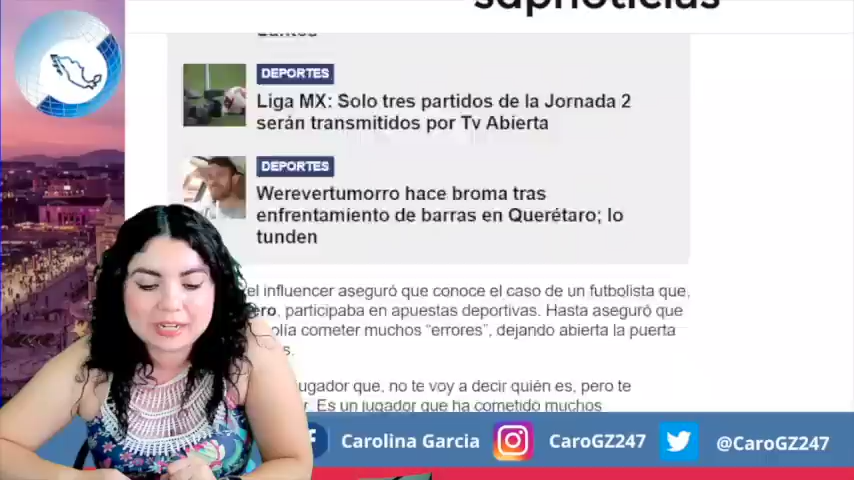 sdpnoticias
DEPORTES
Liga MX: Solo tres partidos de la Jornada 2
serán transmitidos por Tv Abierta
DEPORTES
Werevertumorro hace broma tras
enfrentamiento de barras en Querétaro; lo
tunden
el influencer aseguró que conoce el caso de un futbolista que,
, participaba en apuestas deportivas. Hasta aseguró que
cometer muchos “errores”, dejando abierta la puerta
que, no te voy a decir quién es, pero te
Es un jugador que ha cometido muchos
Carolina Garcia
CaroGZ247
@CaroGZ247